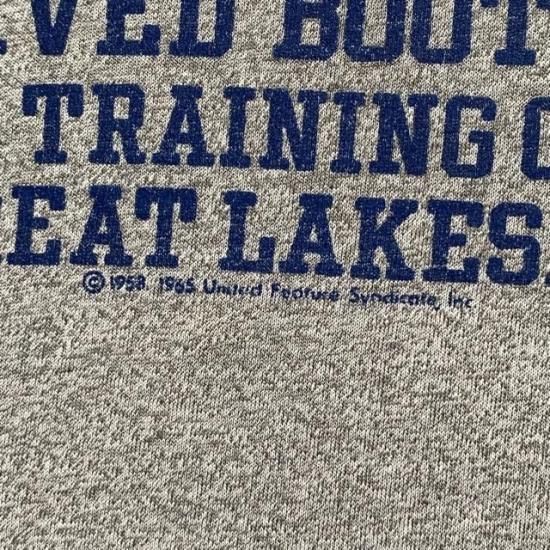 VED BOOT
TRAINING C
EAT LAKES.
© 1958, 1965 United Feature Syndicate, Inc.